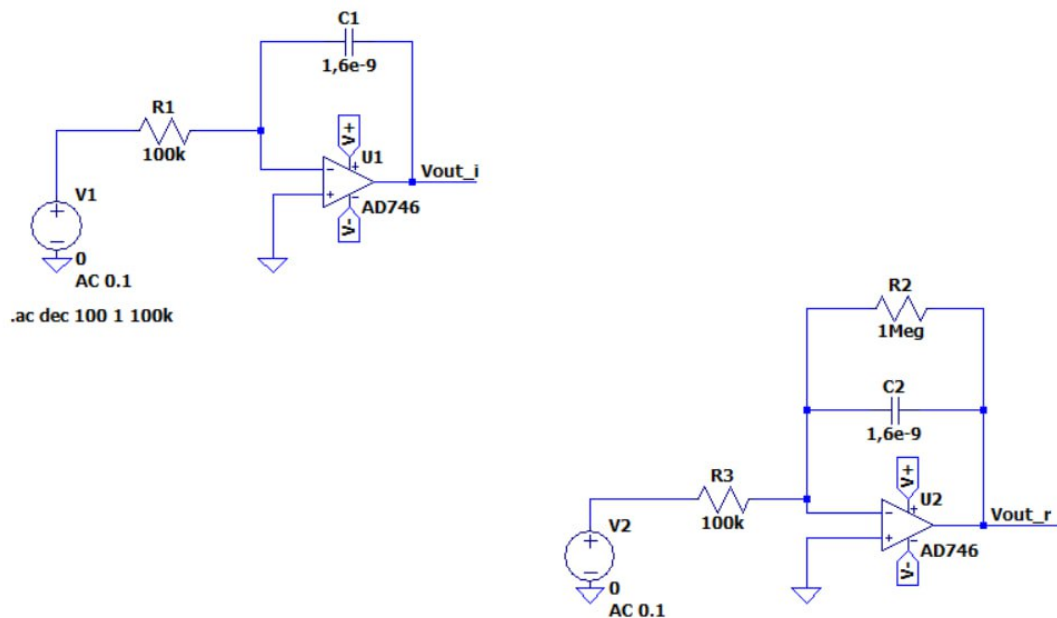 C1
1,6e-9
R1
100k
V+
U1
Vout_i
AD746
V-
V1
0
AC 0.1
.ac dec 100 1 100k
R2
1Meg
C2
1,6e-9
R3
100k
V+
U2
Vout_r
AD746
V-
V2
0
AC 0.1